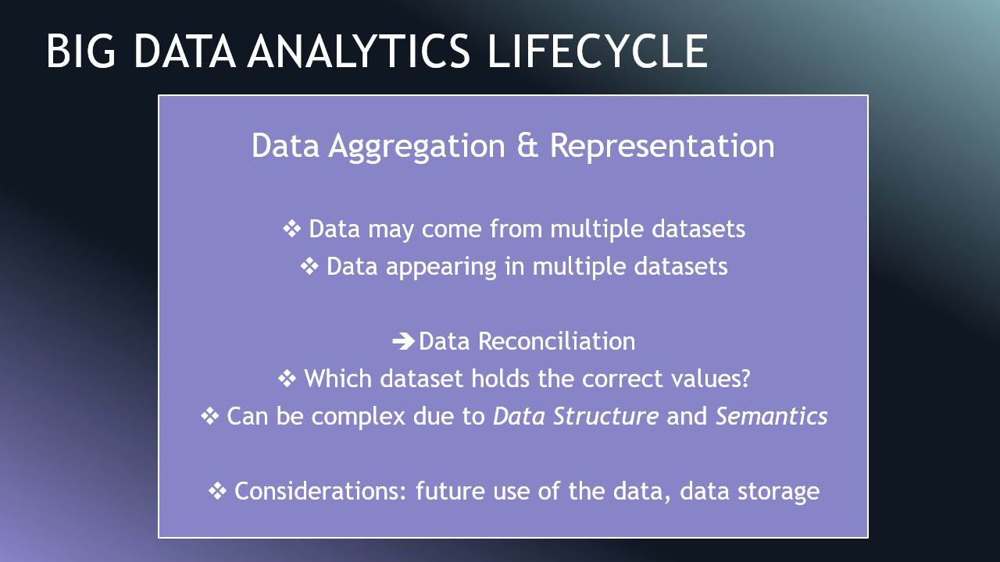 BIG DATA ANALYTICS LIFECYCLE
Data Aggregation & Representation
❖ Data may come from multiple datasets
❖ Data appearing in multiple datasets
➔ Data Reconciliation
❖ Which dataset holds the correct values?
❖ Can be complex due to Data Structure and Semantics
❖ Considerations: future use of the data, data storage